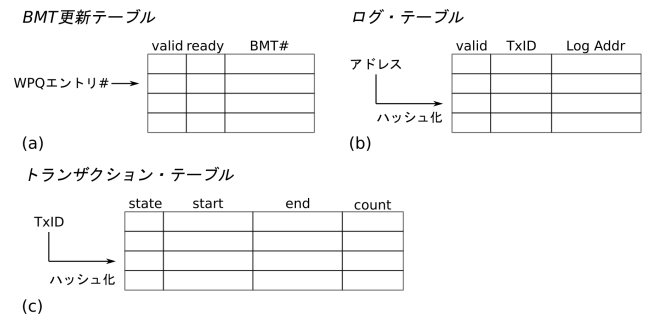 BMT更新テーブル
valid ready BMT#
WPQエントリ#
(a)
ログ・テーブル
valid TxID Log Addr
アドレス
ハッシュ化
(b)
トランザクション・テーブル
state start end count
TxID
ハッシュ化
(c)